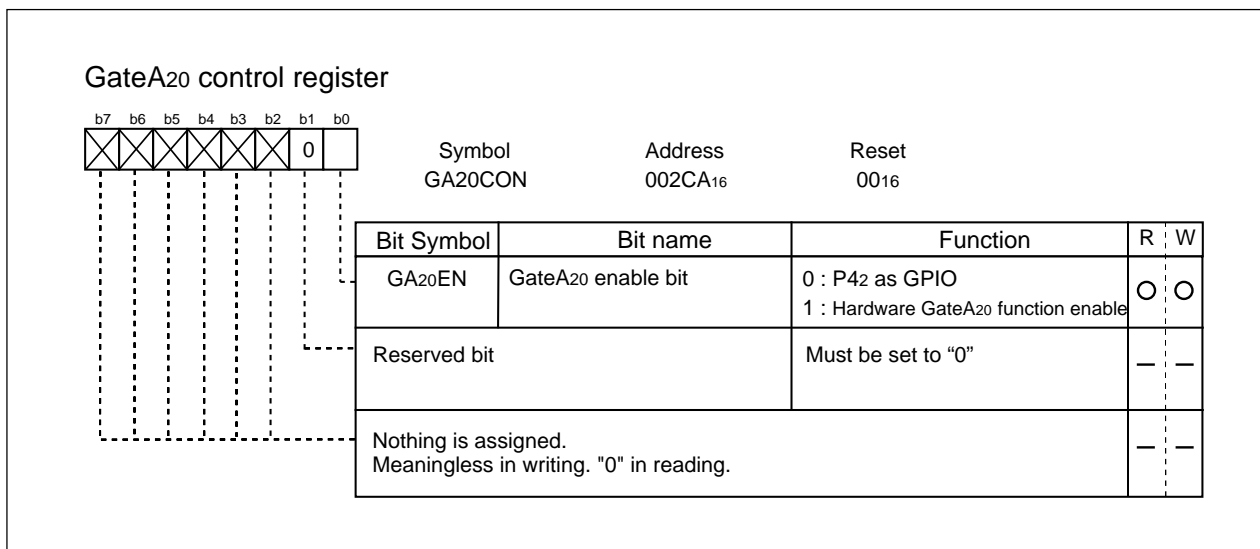 GateA20 control register
b7 b6 b5 b4 b3 b2 b1 b0
0
Symbol Address Reset
GA20CON 002CA16 0016
Bit Symbol Bit name Function R W
GA20EN GateA20 enable bit 0 : P42 as GPIO
1 : Hardware GateA20 function enable
Reserved bit Must be set to “0” – –
Nothing is assigned. – –
Meaningless in writing. "0" in reading.